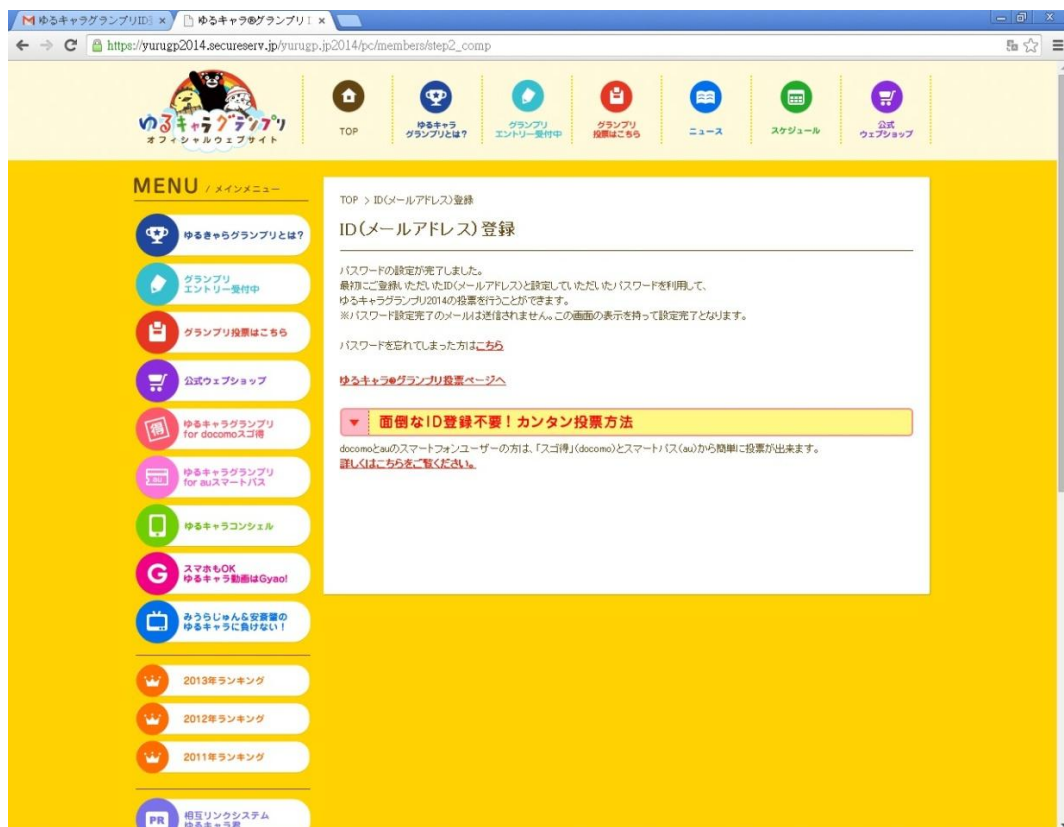 ゆるキャラグランプリID
ゆるキャラ®グランプリ I
https://yurugp2014.secureserv.jp/yurugp.jp2014/pc/members/step2_comp
ゆるキャラグランプリ
オフィシャルウェブサイト
TOP
ゆるキャラ
グランプリとは?
グランプリ
エントリー受付中
グランプリ
投票はこちら
ニュース
スケジュール
公式
ウェブショップ
MENU / メインメニュー
ゆるきゃらグランプリとは?
グランプリ
エントリー受付中
グランプリ投票はこちら
公式ウェブショップ
得
ゆるキャラグランプリ
for docomoスゴ得
au
ゆるキャラグランプリ
for auスマートパス
ゆるキャラコンシェル
G
スマホもOK
ゆるキャラ動画はGyao!
みうらじゅん&安齋肇の
ゆるキャラに負けない!
2013年ランキング
2012年ランキング
2011年ランキング
PR
相互リンクシステム
ゆるキャラ君
TOP > ID(メールアドレス)登録
ID(メールアドレス)登録
パスワードの設定が完了しました。
最初にご登録いただいたID(メールアドレス)と設定していただいたパスワードを利用して、
ゆるキャラグランプリ2014の投票を行うことができます。
※パスワード設定完了のメールは送信されません。この画面の表示を持って設定完了となります。
パスワードを忘れてしまった方はこちら
ゆるキャラ®グランプリ投票ページへ
▼ 面倒なID登録不要!カンタン投票方法
docomoとauのスマートフォンユーザーの方は、「スゴ得」(docomo)とスマートパス(au)から簡単に投票が出来ます。
詳しくはこちらをご覧ください。